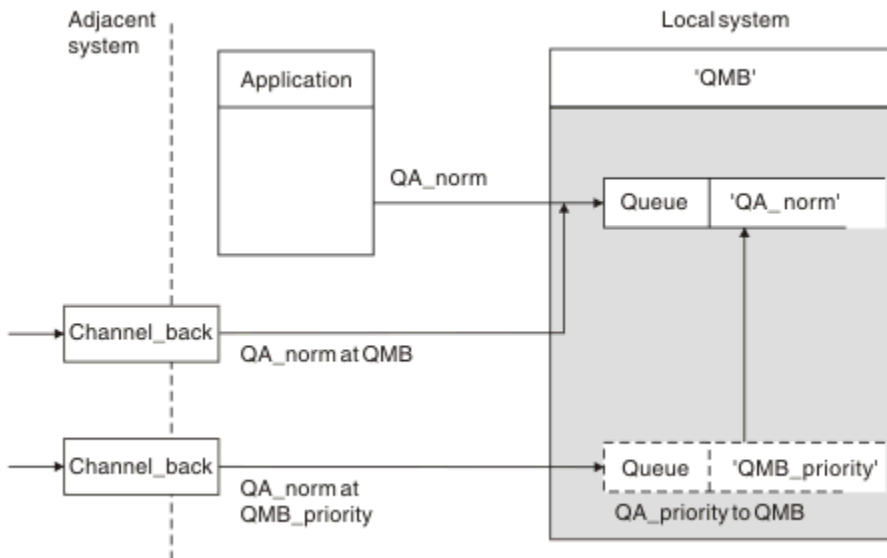 Adjacent
system
Local system
Application
'QMB'
QA_norm
Queue 'QA_norm'
Channel_back
QA_norm at QMB
Channel_back
QA_norm at
QMB_priority
Queue 'QMB_priority'
QA_priority to QMB